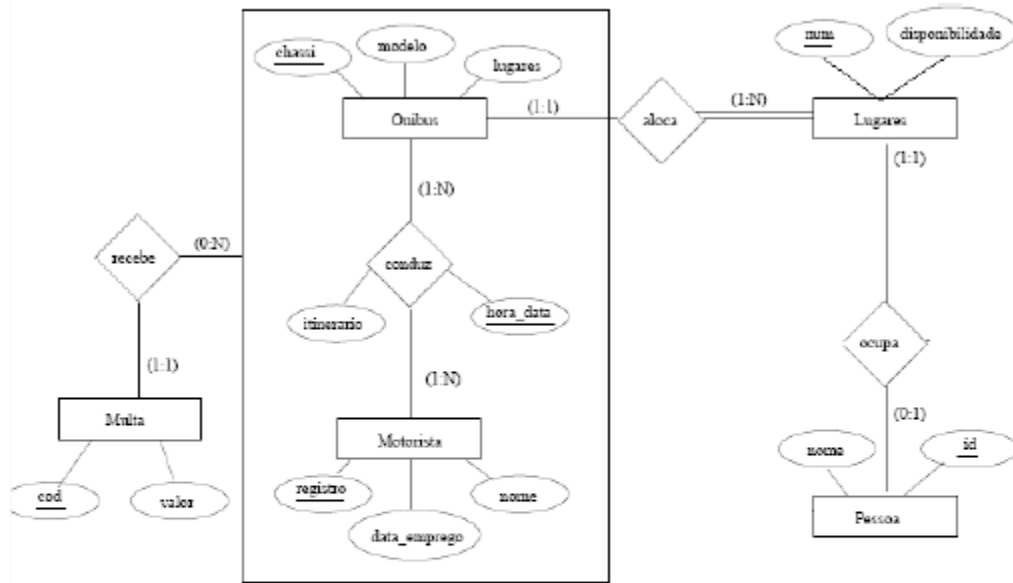 chassi
modelo
lugares
num
disponibilidade
Onibus
(1:1)
aloca
(1:N)
Lugares
(1:1)
(1:N)
recebe
(0:N)
conduz
itinerario
hora_data
ocupa
(1:1)
(1:N)
(0:1)
Multa
Motorista
nome
id
cod
valor
registro
nome
data_emprego
Pessoa